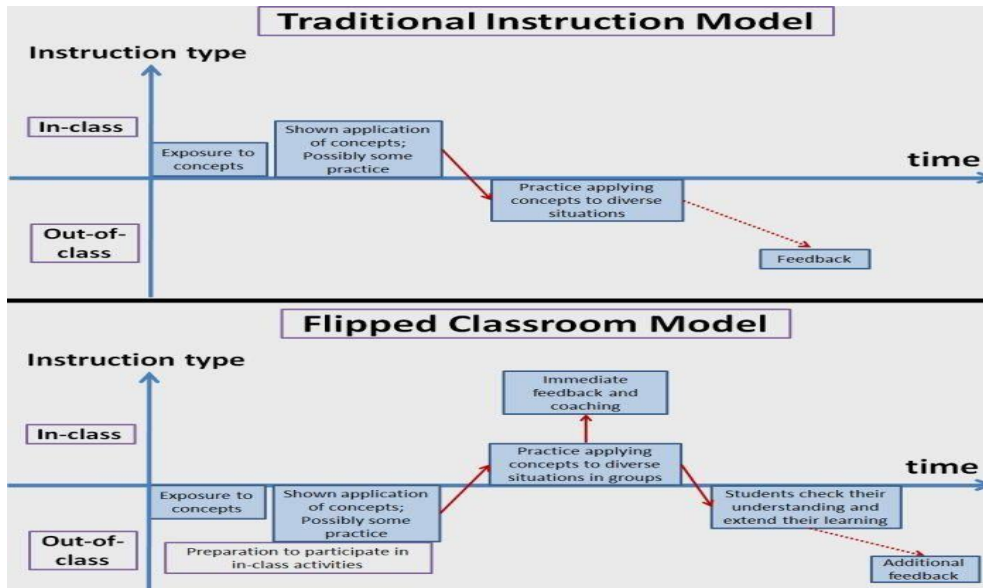 Traditional Instruction Model
Instruction type
In-class
Exposure to
concepts
Shown application
of concepts;
Possibly some
practice
time
Practice applying
concepts to diverse
situations
Out-of-
class
Feedback
Flipped Classroom Model
Instruction type
Immediate
feedback and
coaching
In-class
Practice applying
concepts to diverse
situations in groups
time
Exposure to
concepts
Shown application
of concepts;
Possibly some
practice
Students check their
understanding and
extend their learning
Out-of-
class
Preparation to participate in
in-class activities
Additional
feedback